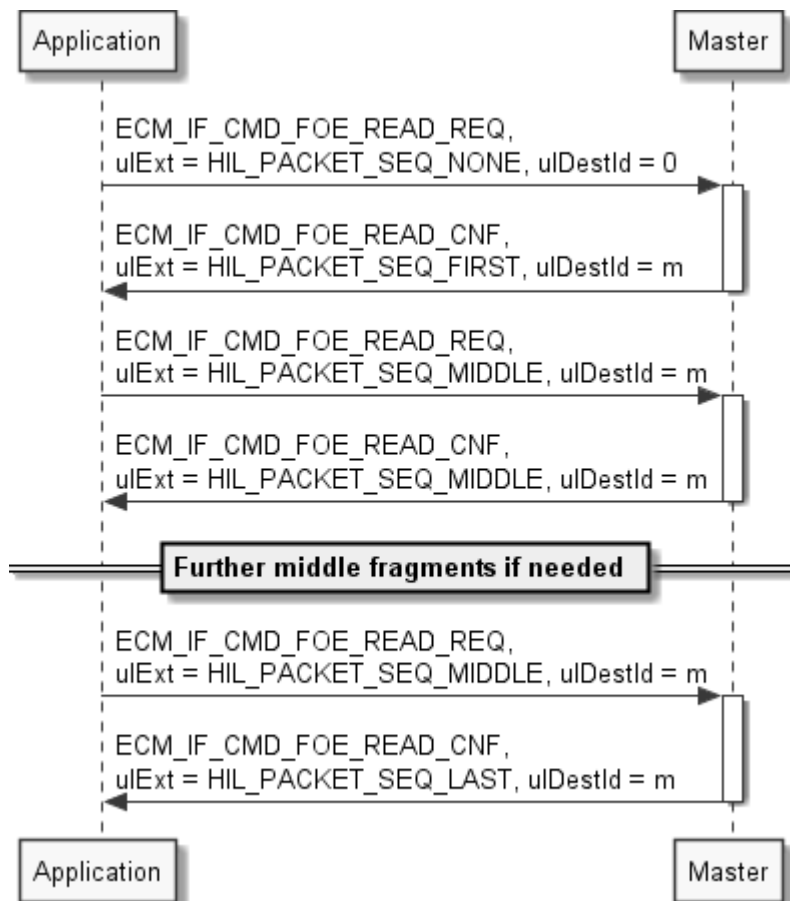 Application
Master
ECM_IF_CMD_FOE_READ_REQ,
ulExt = HIL_PACKET_SEQ_NONE, ulDestId = 0
ECM_IF_CMD_FOE_READ_CNF,
ulExt = HIL_PACKET_SEQ_FIRST, ulDestId = m
ECM_IF_CMD_FOE_READ_REQ,
ulExt = HIL_PACKET_SEQ_MIDDLE, ulDestId = m
ECM_IF_CMD_FOE_READ_CNF,
ulExt = HIL_PACKET_SEQ_MIDDLE, ulDestId = m
Further middle fragments if needed
ECM_IF_CMD_FOE_READ_REQ,
ulExt = HIL_PACKET_SEQ_MIDDLE, ulDestId = m
ECM_IF_CMD_FOE_READ_CNF,
ulExt = HIL_PACKET_SEQ_LAST, ulDestId = m
Application
Master